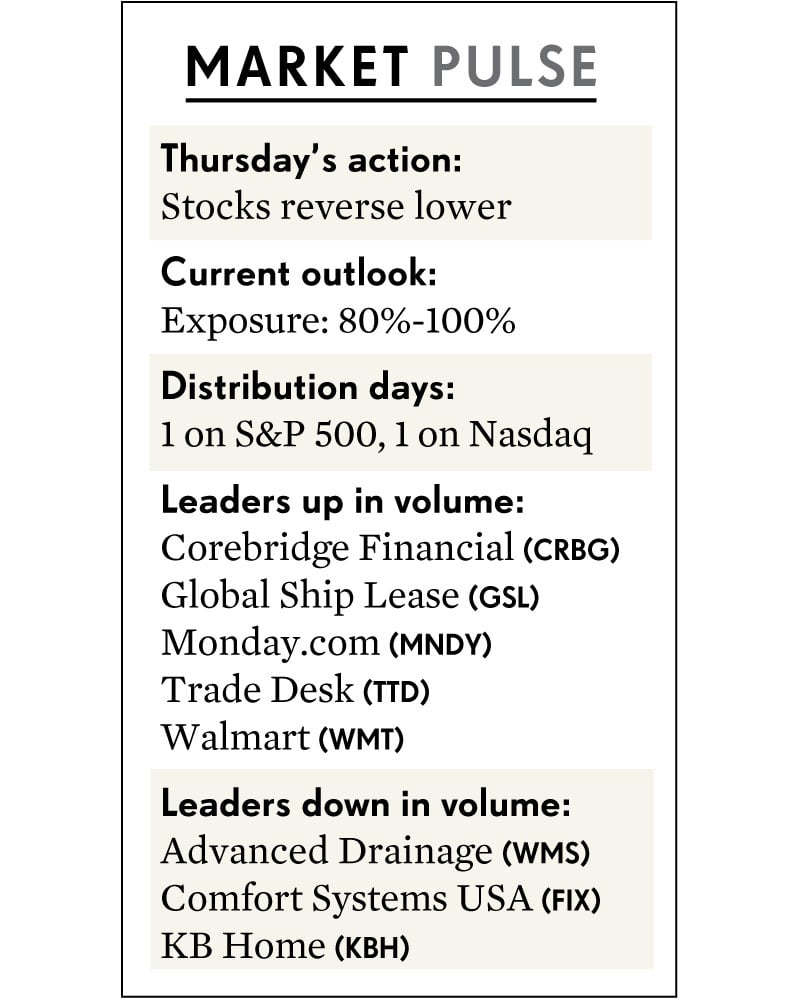 MARKET PULSE
Thursday’s action:
Stocks reverse lower
Current outlook:
Exposure: 80%-100%
Distribution days:
1 on S&P 500, 1 on Nasdaq
Leaders up in volume:
Corebridge Financial (CRBG)
Global Ship Lease (GSL)
Monday.com (MNDY)
Trade Desk (TTD)
Walmart (WMT)
Leaders down in volume:
Advanced Drainage (WMS)
Comfort Systems USA (FIX)
KB Home (KBH)